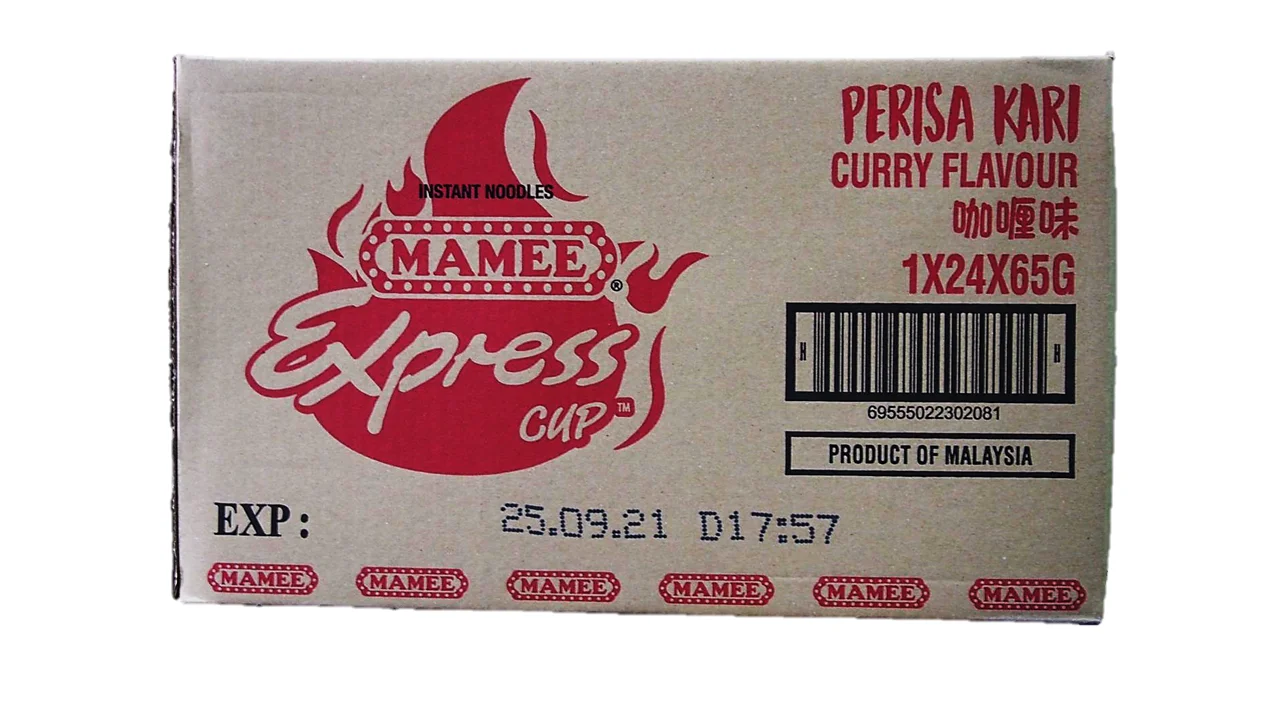 INSTANT NOODLES
MAMEE®
Express
CUP™
PERISA KARI
CURRY FLAVOUR
咖喱味
1X24X65G
H H
69555022302081
PRODUCT OF MALAYSIA
EXP : 25.09.21 D17:57
MAMEE MAMEE MAMEE MAMEE MAMEE MAMEE